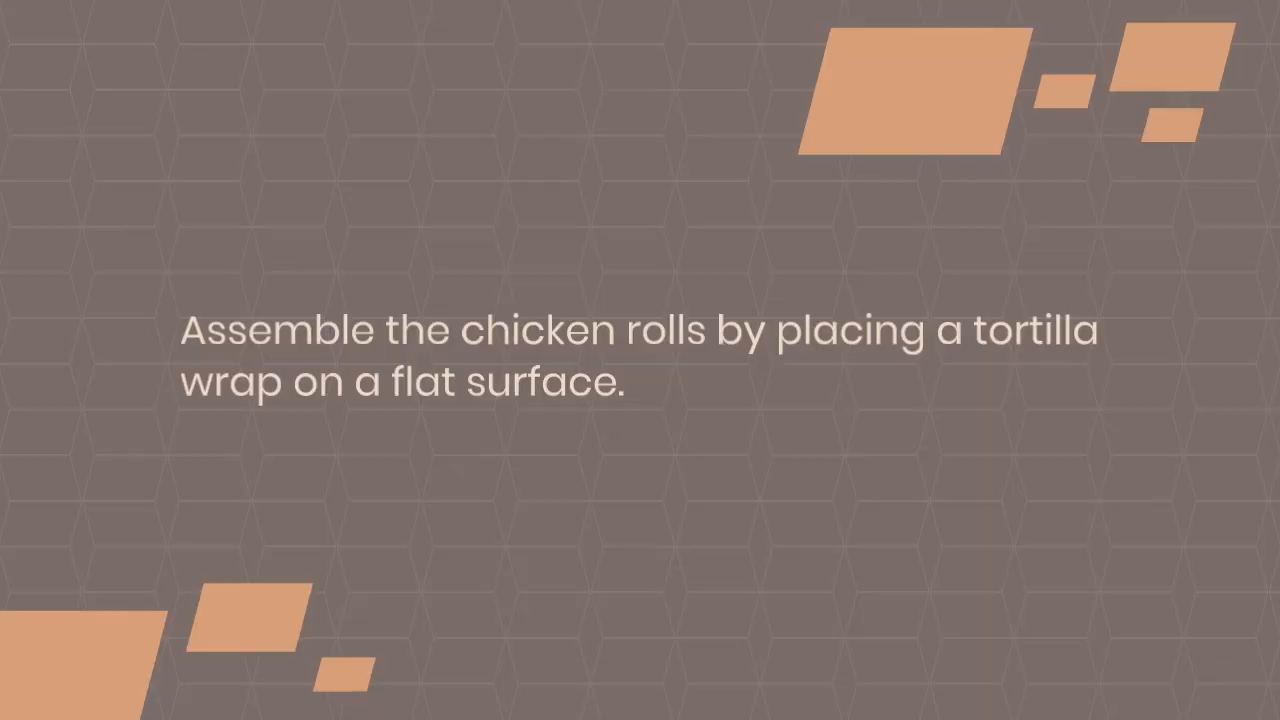 Assemble the chicken rolls by placing a tortilla
wrap on a flat surface.